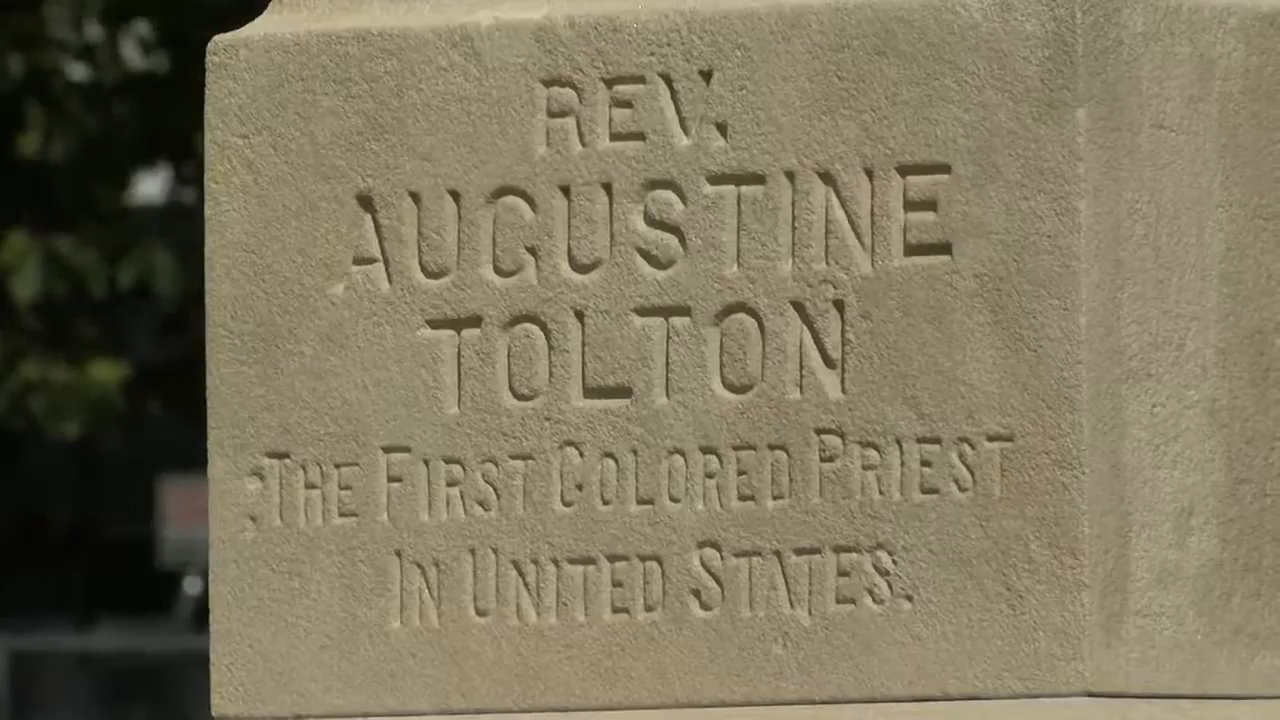 REV.
AUGUSTINE
TOLTON
THE FIRST COLORED PRIEST
IN UNITED STATES.